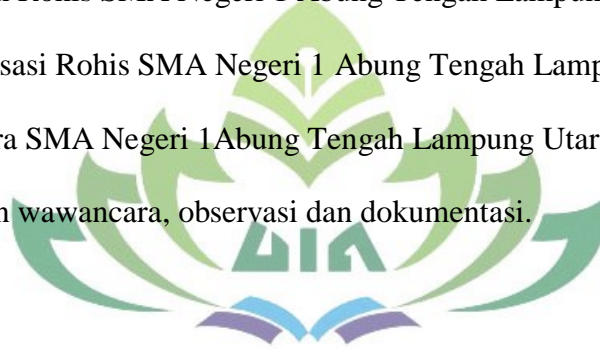 Rohis SMA Negeri 1 Abung Tengah Lampun
sasi Rohis SMA Negeri 1 Abung Tengah Lamp
ra SMA Negeri 1Abung Tengah Lampung Utar
n wawancara, observasi dan dokumentasi.
UIN